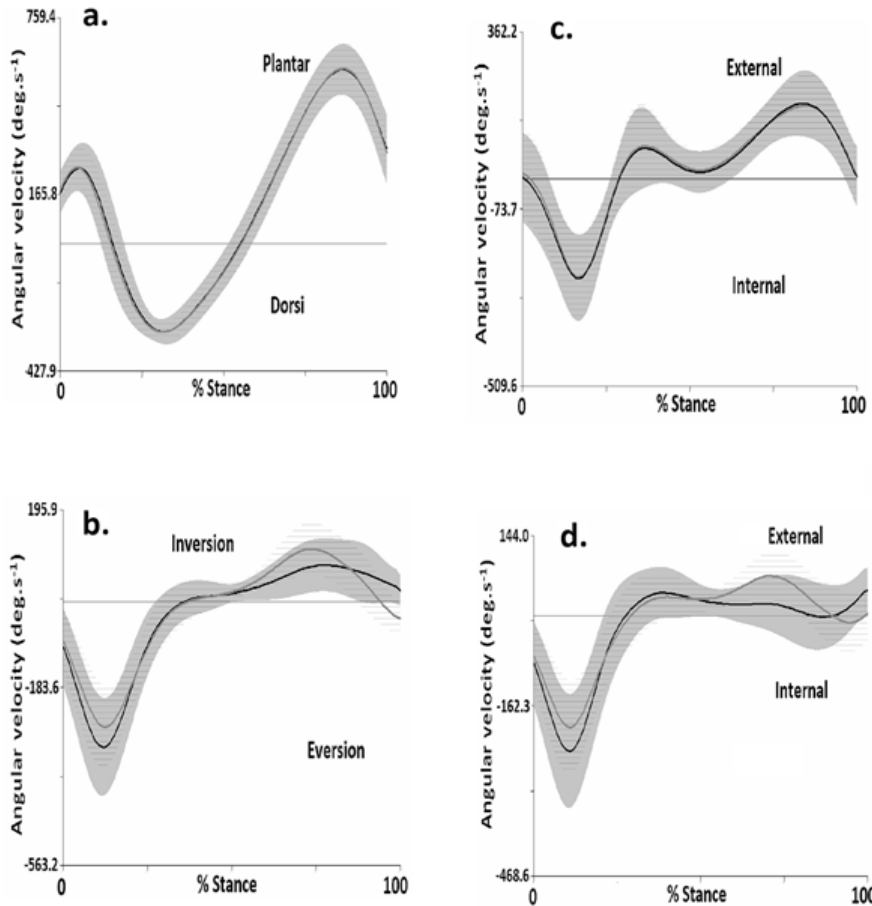 a.
759.4
Plantar
165.8
Dorsi
-427.9
0
% Stance
100
Angular velocity (deg.s⁻¹)
c.
362.2
External
-73.7
Internal
-509.6
0
% Stance
100
Angular velocity (deg.s⁻¹)
b.
195.9
Inversion
-183.6
Eversion
-563.2
0
% Stance
100
Angular velocity (deg.s⁻¹)
d.
144.0
External
-162.3
Internal
-468.6
0
% Stance
100
Angular velocity (deg.s⁻¹)